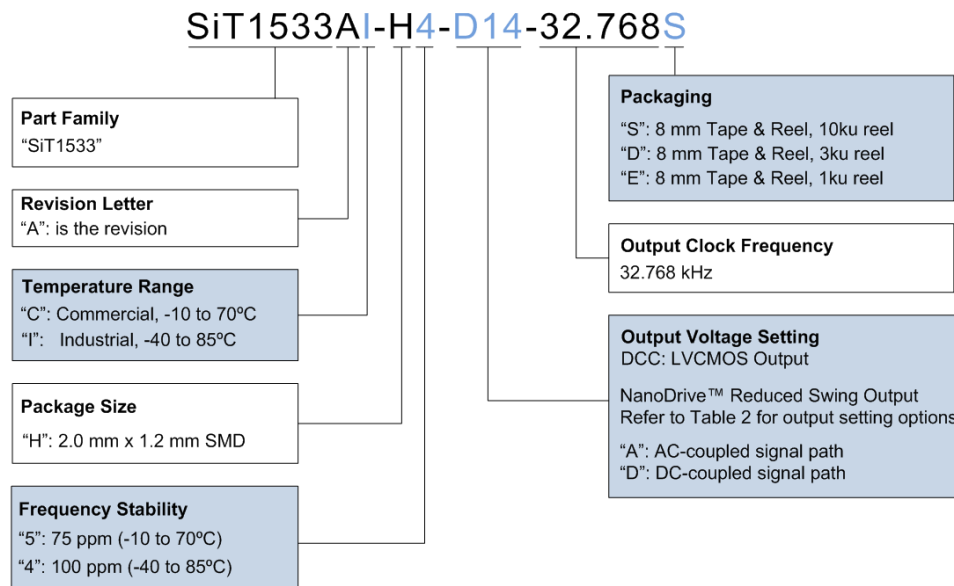 SiT1533AI-H4-D14-32.768S
Part Family
“SiT1533”
Revision Letter
“A”: is the revision
Temperature Range
“C”: Commercial, -10 to 70ºC
“I”: Industrial, -40 to 85ºC
Package Size
“H”: 2.0 mm x 1.2 mm SMD
Frequency Stability
“5”: 75 ppm (-10 to 70ºC)
“4”: 100 ppm (-40 to 85ºC)
Packaging
“S”: 8 mm Tape & Reel, 10ku reel
“D”: 8 mm Tape & Reel, 3ku reel
“E”: 8 mm Tape & Reel, 1ku reel
Output Clock Frequency
32.768 kHz
Output Voltage Setting
DCC: LVCMOS Output
NanoDrive™ Reduced Swing Output
Refer to Table 2 for output setting options
“A”: AC-coupled signal path
“D”: DC-coupled signal path